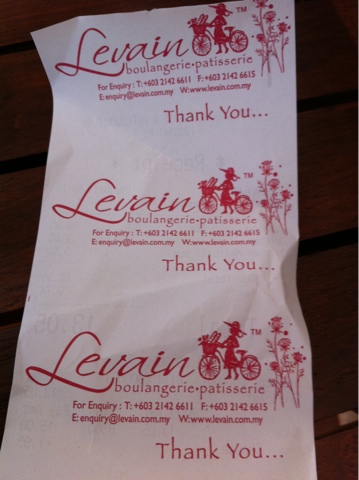 Levain TM
boulangerie•patisserie
For Enquiry : T: +603 2142 6611 F: +603 2142 6615
E: enquiry@levain.com.my W: www.levain.com.my
Thank You...
Levain TM
boulangerie•patisserie
For Enquiry : T: +603 2142 6611 F: +603 2142 6615
E: enquiry@levain.com.my W: www.levain.com.my
Thank You...
Levain TM
boulangerie•patisserie
For Enquiry : T: +603 2142 6611 F: +603 2142 6615
E: enquiry@levain.com.my W: www.levain.com.my
Thank You...